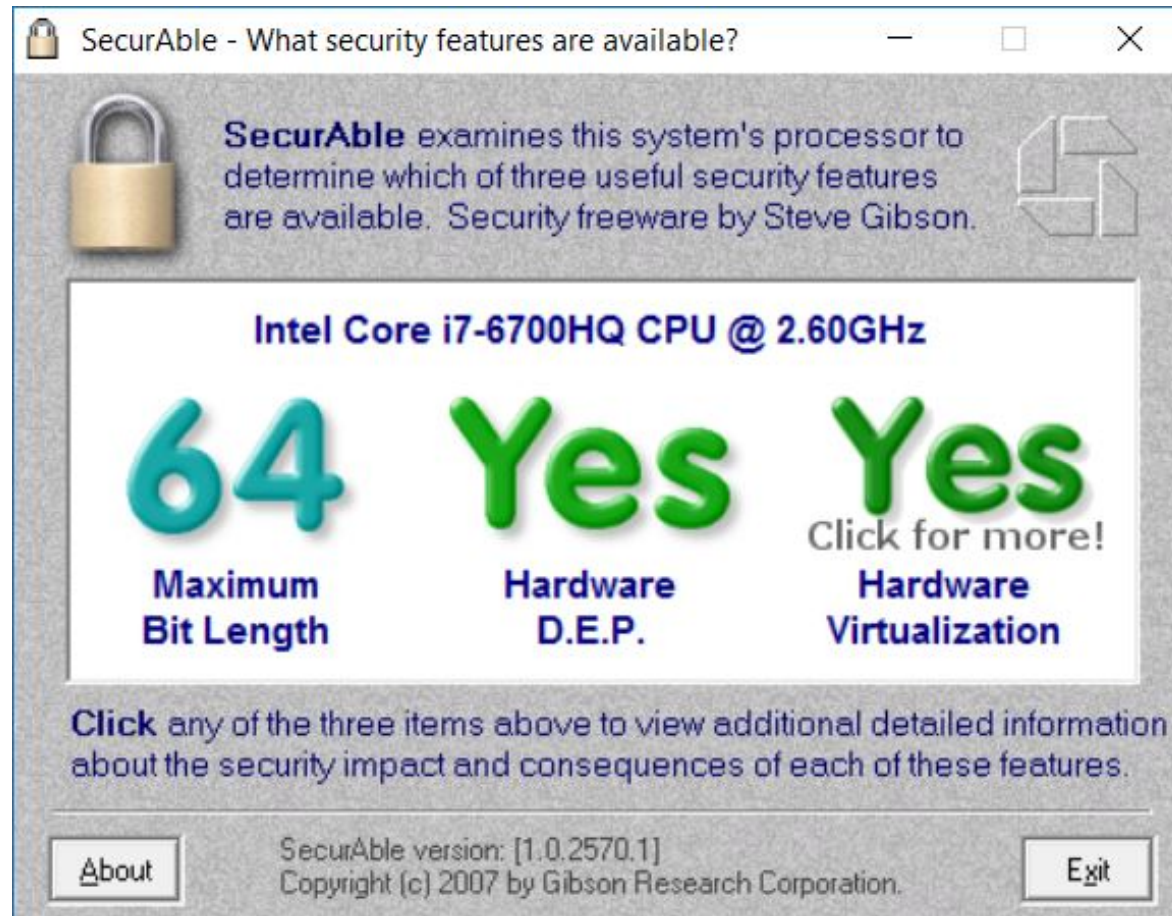 SecurAble - What security features are available?
SecurAble examines this system's processor to
determine which of three useful security features
are available.  Security freeware by Steve Gibson.
Intel Core i7-6700HQ CPU @ 2.60GHz
64 Yes Yes
Click for more!
Maximum Hardware Hardware
Bit Length D.E.P. Virtualization
Click any of the three items above to view additional detailed information
about the security impact and consequences of each of these features.
About
SecurAble version: [1.0.2570.1]
Copyright (c) 2007 by Gibson Research Corporation.
Exit